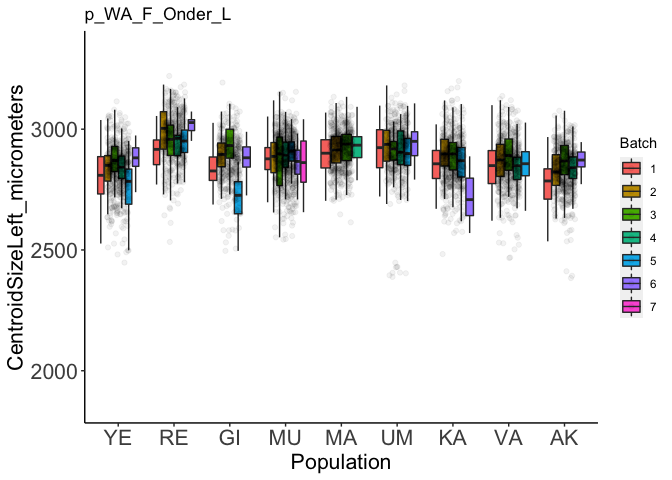 p_WA_F_Onder_L
CentroidSizeLeft_micrometers
3000
2500
2000
YE RE GI MU MA UM KA VA AK
Population
Batch
1
2
3
4
5
6
7